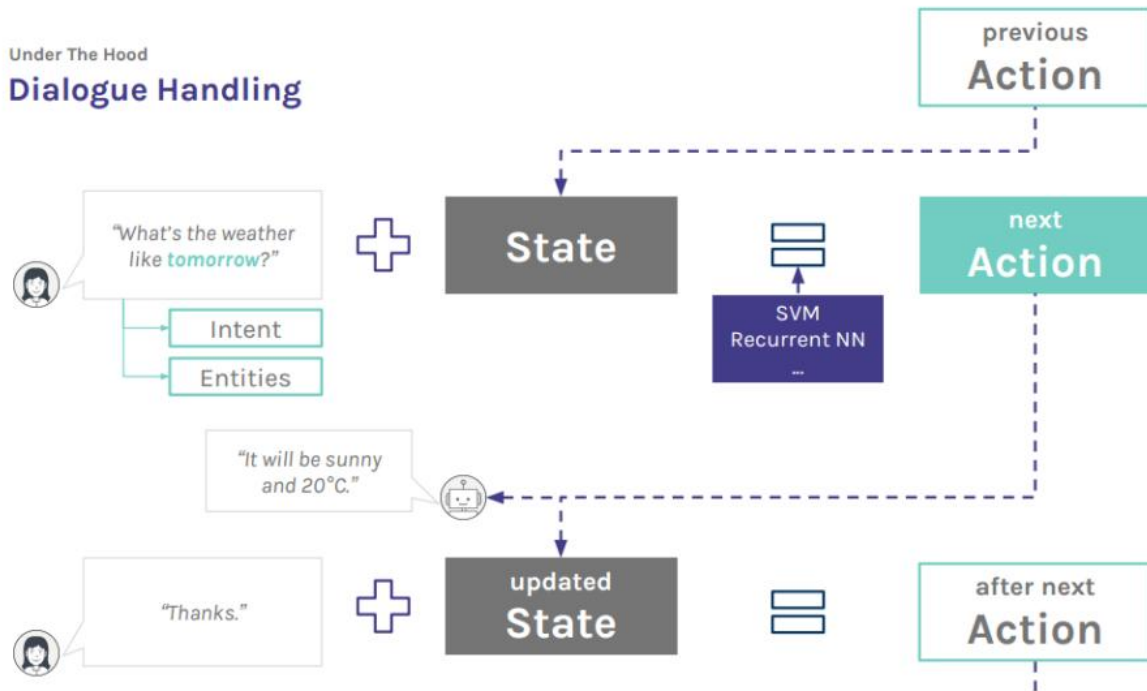 Under The Hood
Dialogue Handling
previous
Action
“What's the weather
like tomorrow?”
State
next
Action
Intent
Entities
SVM
Recurrent NN
...
“It will be sunny
and 20°C.”
“Thanks.”
updated
State
after next
Action